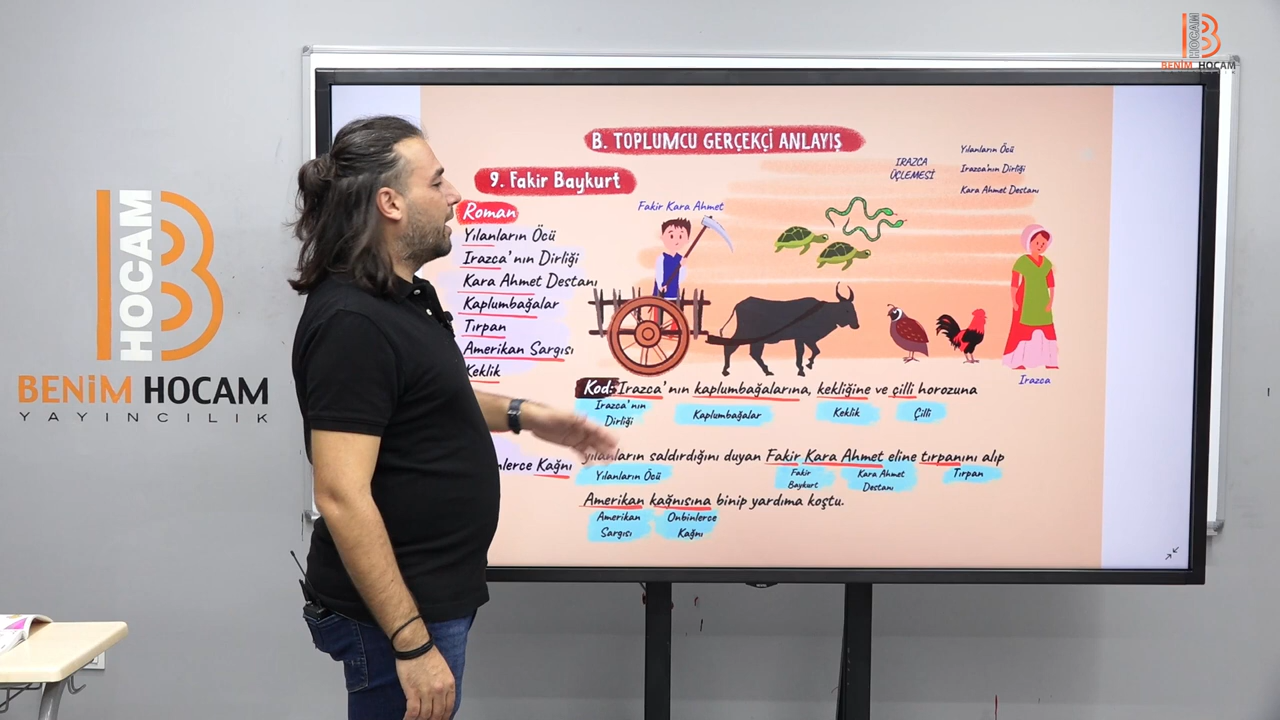 HOCAM
B
BENİM HOCAM
B. TOPLUMCU GERÇEKÇİ ANLAYIŞ
IRAZCA
ÜÇLEMESİ
Yılanların Öcü
Irazca'nın Dirliği
Kara Ahmet Destanı
9. Fakir Baykurt
Roman
Yılanların Öcü
Irazca'nın Dirliği
Kara Ahmet Destanı
Kaplumbağalar
Tırpan
Amerikan Sargısı
Keklik
nlerce Kağnı
Fakir Kara Ahmet
Irazca
Kod: Irazca'nın kaplumbağalarına, kekliğine ve çilli horozuna
Irazca'nın
Dirliği
Kaplumbağalar
Keklik
Çilli
yılanların saldırdığını duyan Fakir Kara Ahmet eline tırpanını alıp
Yılanların Öcü
Fakir
Baykurt
Kara Ahmet
Destanı
Tırpan
Amerikan kağnısına binip yardıma koştu.
Amerikan
Sargısı
Onbinlerce
Kağnı
HOCAM
B
BENİM HOCAM
YAYINCILIK